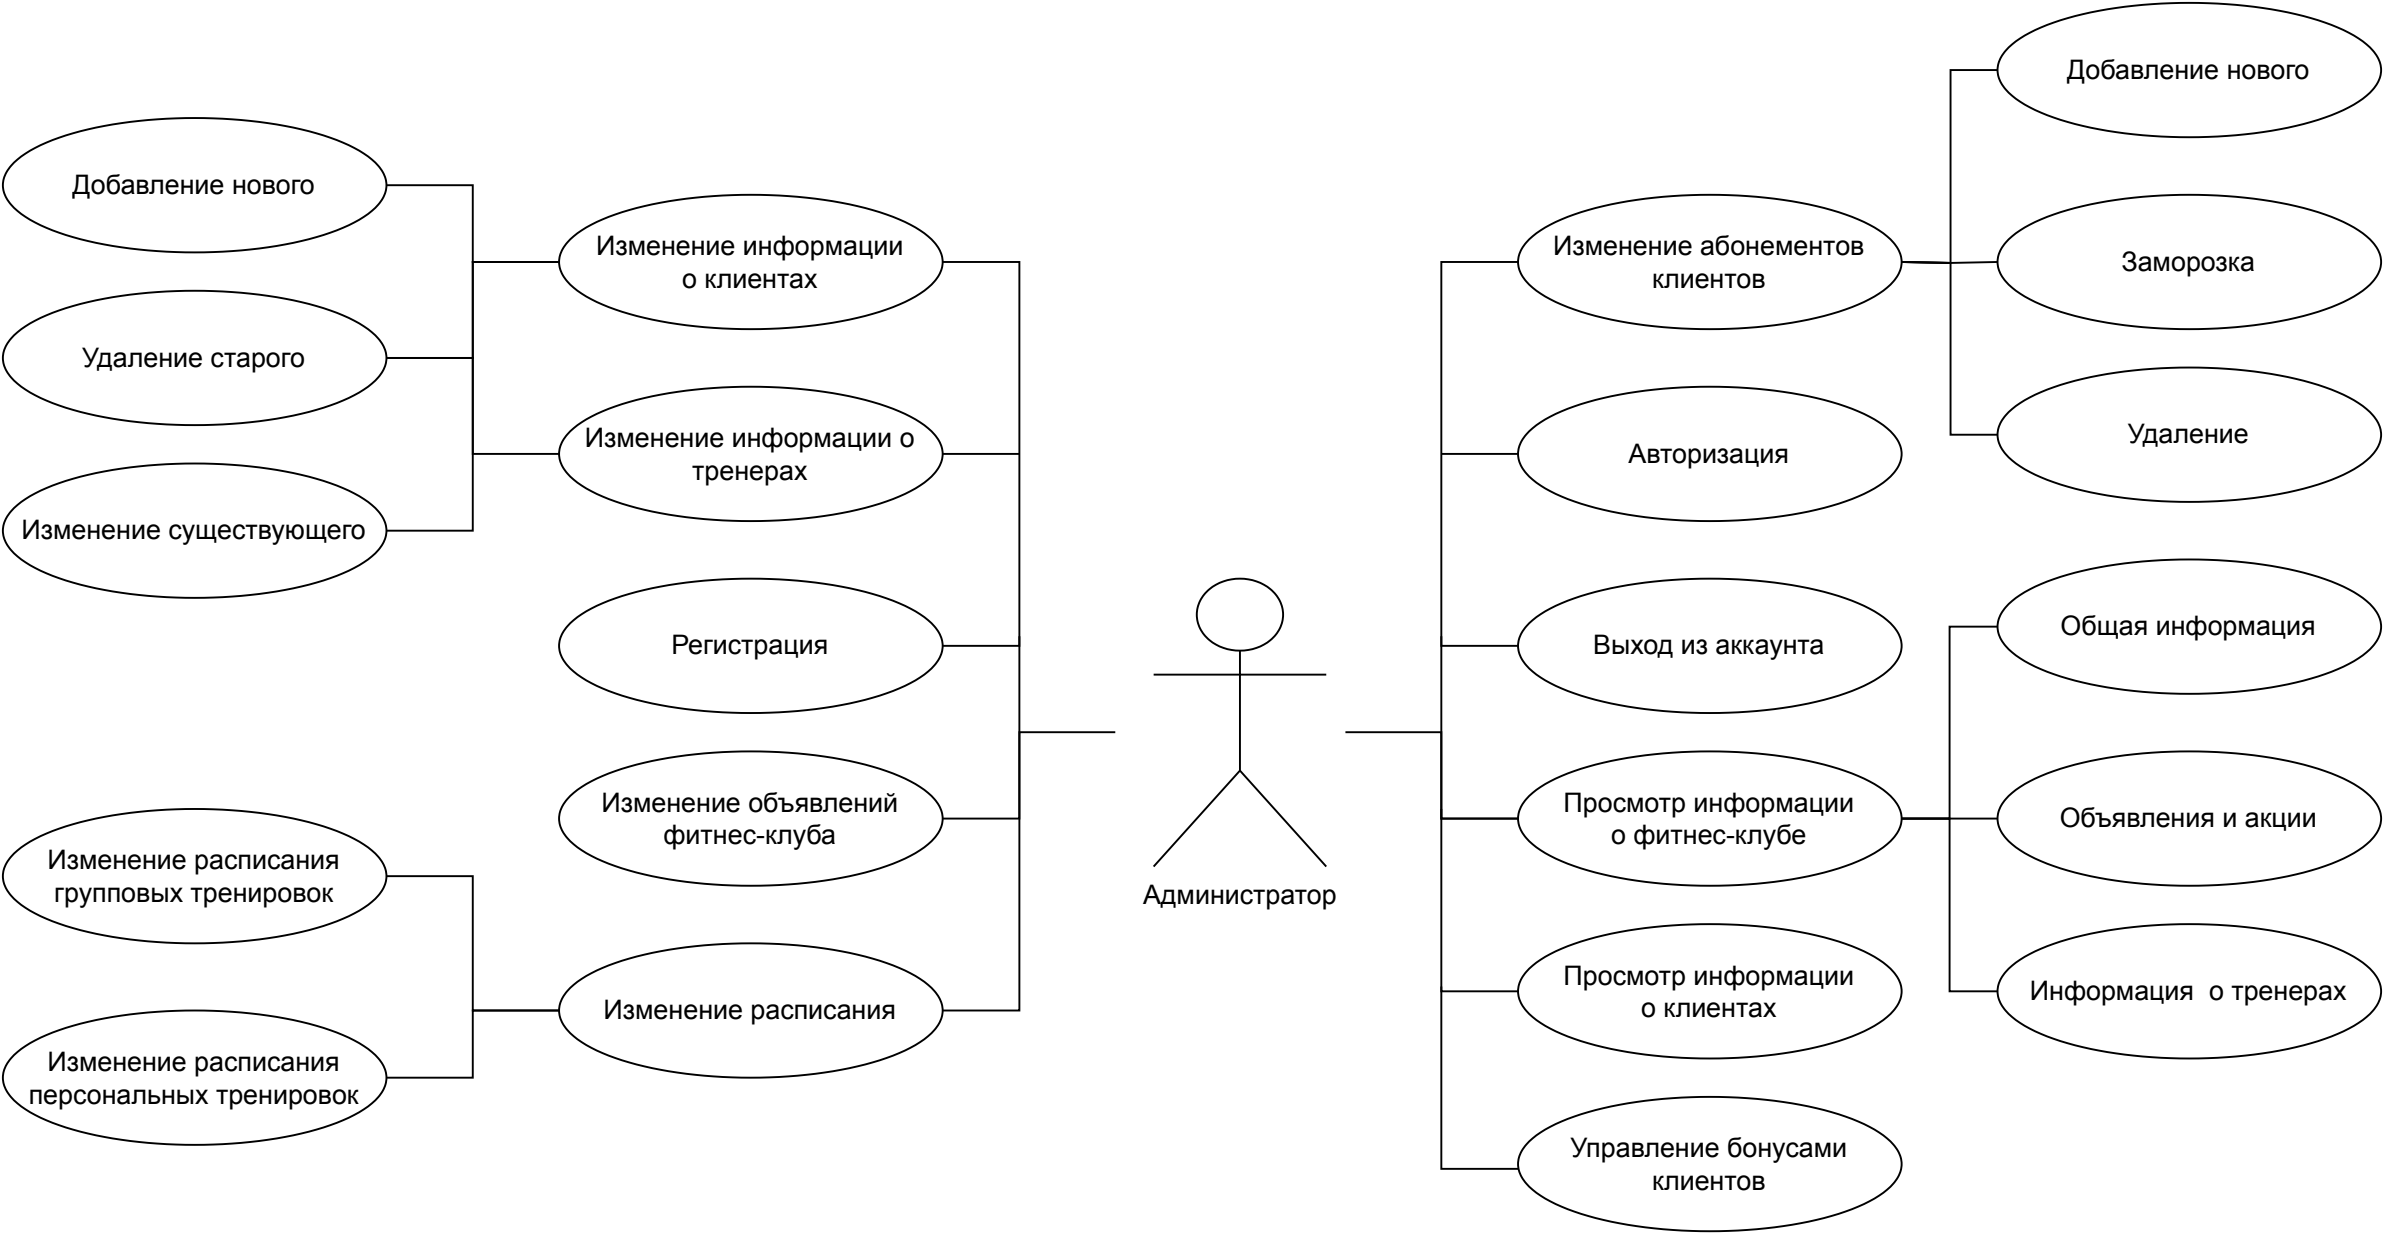 Добавление нового
Удаление старого
Изменение существующего
Изменение расписания
групповых тренировок
Изменение расписания
персональных тренировок
Изменение информации
о клиентах
Изменение информации о
тренерах
Регистрация
Изменение объявлений
фитнес-клуба
Изменение расписания
Администратор
Изменение абонементов
клиентов
Авторизация
Выход из аккаунта
Просмотр информации
о фитнес-клубе
Просмотр информации
о клиентах
Управление бонусами
клиентов
Добавление нового
Заморозка
Удаление
Общая информация
Объявления и акции
Информация  о тренерах